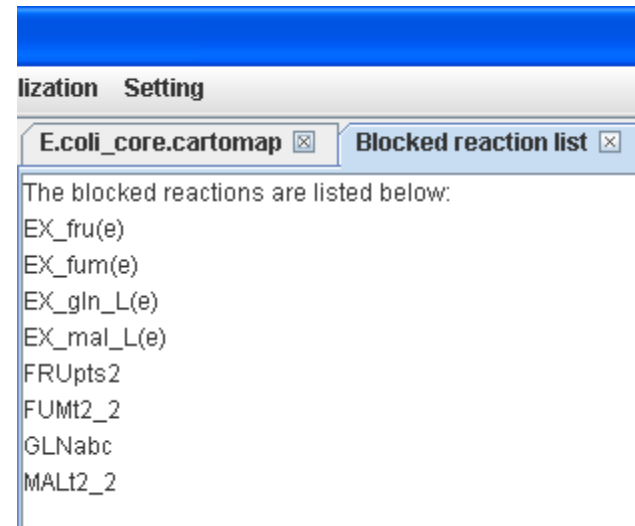 lization Setting
E.coli_core.cartomap Blocked reaction list
The blocked reactions are listed below:
EX_fru(e)
EX_fum(e)
EX_gln_L(e)
EX_mal_L(e)
FRUpts2
FUMt2_2
GLNabc
MALt2_2